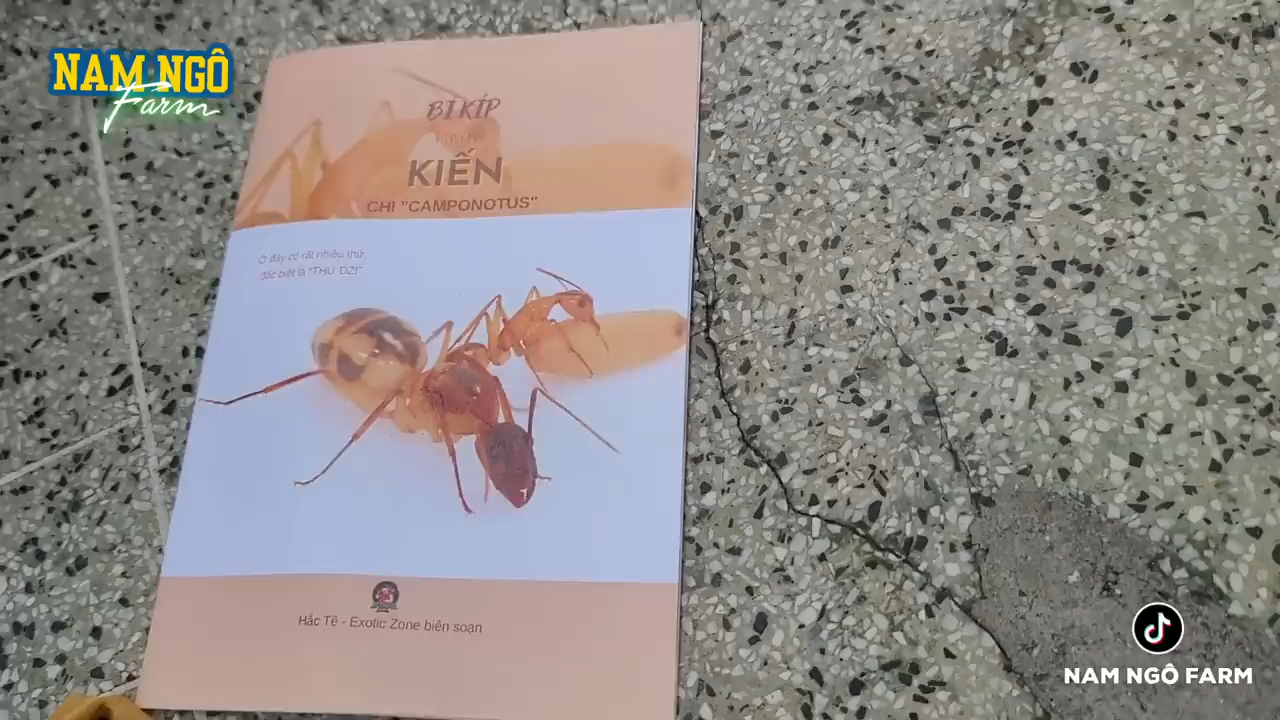 NAM NGÔ
Farm
BÍ KÍP
KIẾN
CHI "CAMPONOTUS"
Ở đây có rất nhiều thứ,
đặc biệt là "THỨ DZỊ"
Hắc Tê - Exotic Zone biên soạn
NAM NGÔ FARM